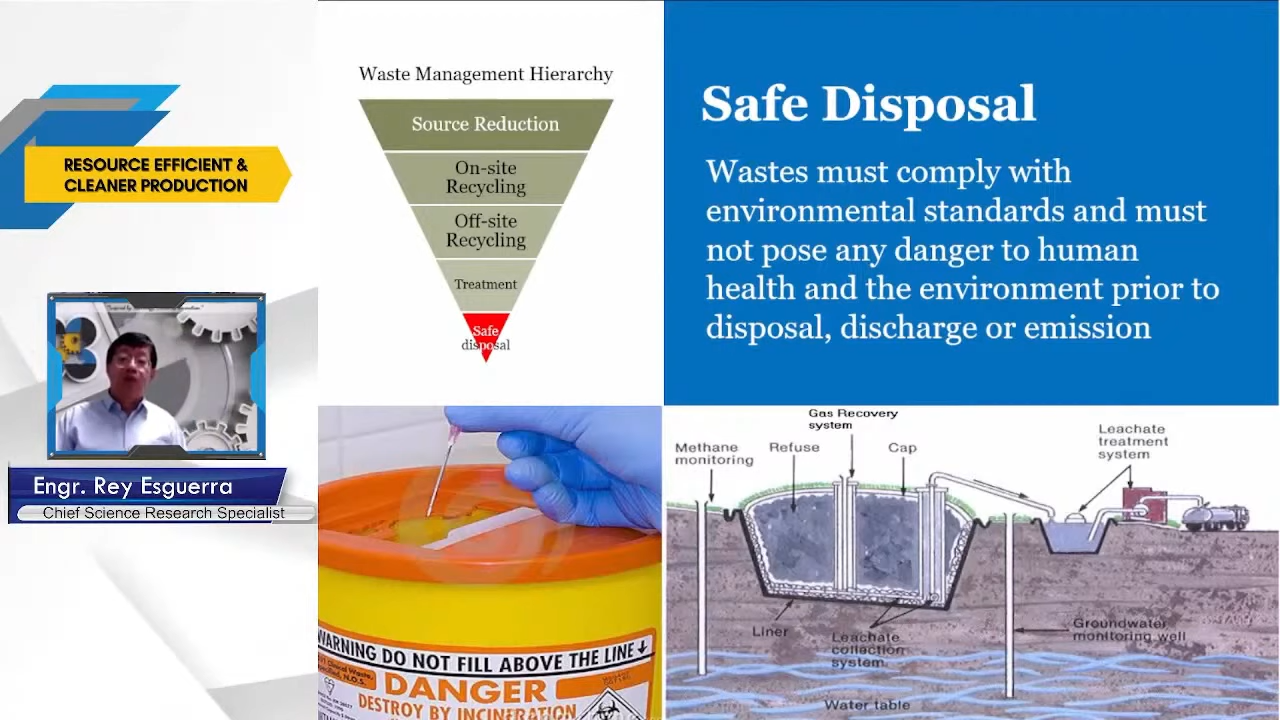 RESOURCE EFFICIENT &
CLEANER PRODUCTION
Engr. Rey Esguerra
Chief Science Research Specialist
Waste Management Hierarchy
Source Reduction
On-site
Recycling
Off-site
Recycling
Treatment
Safe
disposal
Safe Disposal
Wastes must comply with
environmental standards and must
not pose any danger to human
health and the environment prior to
disposal, discharge or emission
WARNING DO NOT FILL ABOVE THE LINE
DANGER
DESTROY BY INCINERATION
Gas Recovery
system
Methane
monitoring
Refuse
Cap
Leachate
treatment
system
Liner
Leachate
collection
system.
Groundwater
monitoring well
Water table